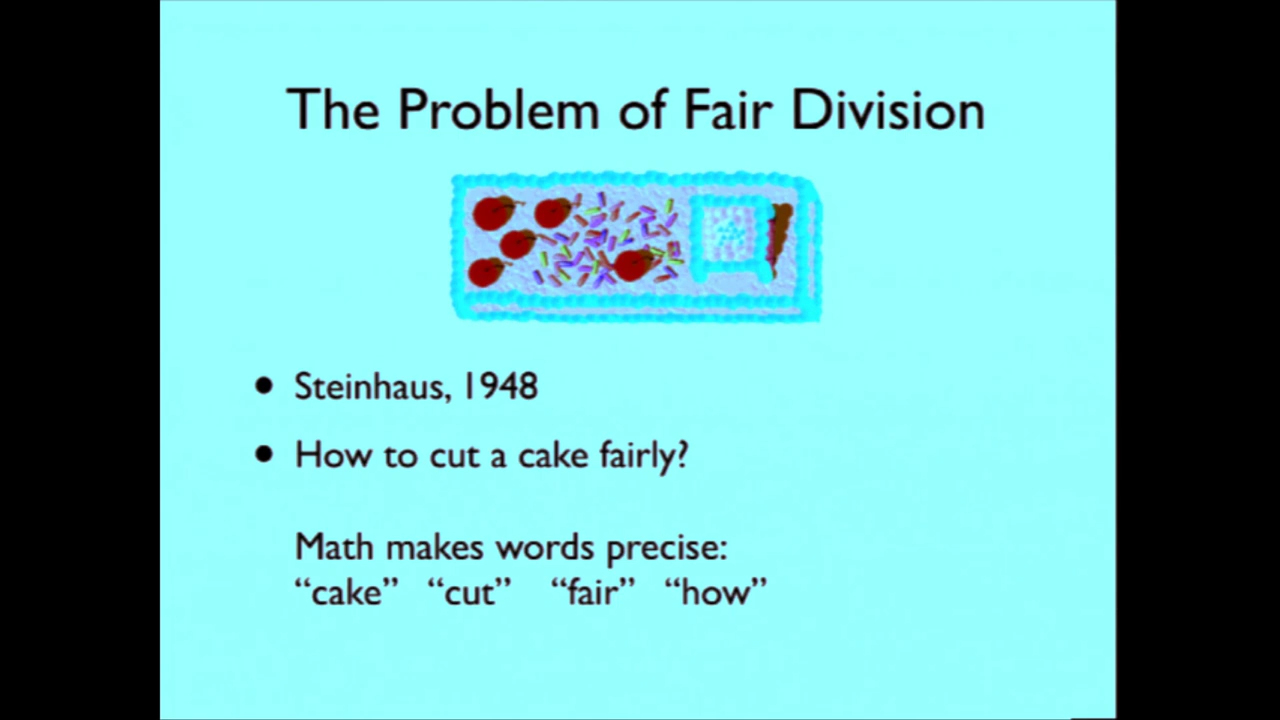 The Problem of Fair Division
• Steinhaus, 1948
• How to cut a cake fairly?
Math makes words precise:
“cake” “cut” “fair” “how”